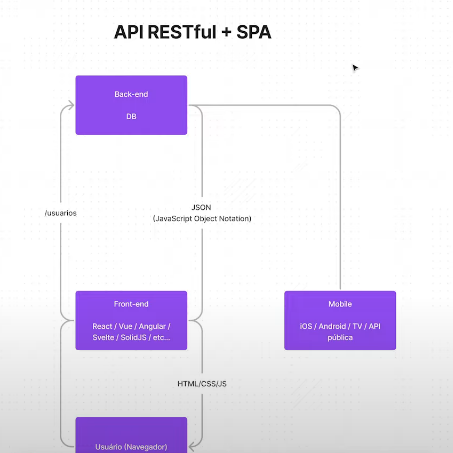 API RESTful + SPA
Back-end
DB
/usuarios
JSON
(JavaScript Object Notation)
Front-end
React / Vue / Angular /
Svelte / SolidJS / etc...
Mobile
iOS / Android / TV / API
pública
HTML/CSS/JS
Usuário (Navegador)